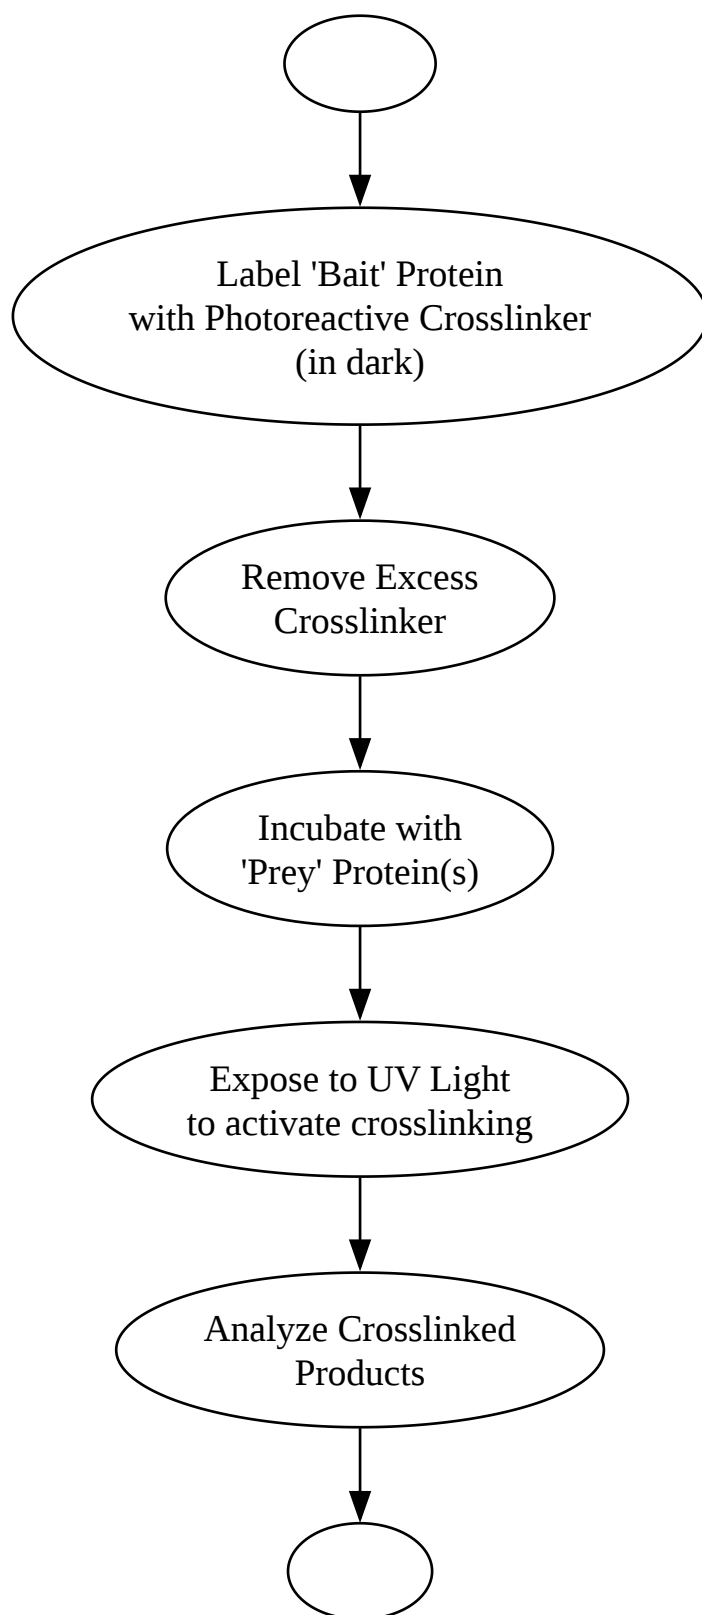 Label 'Bait' Protein
with Photoreactive Crosslinker
(in dark)
Remove Excess
Crosslinker
Incubate with
'Prey' Protein(s)
Expose to UV Light
to activate crosslinking
Analyze Crosslinked
Products